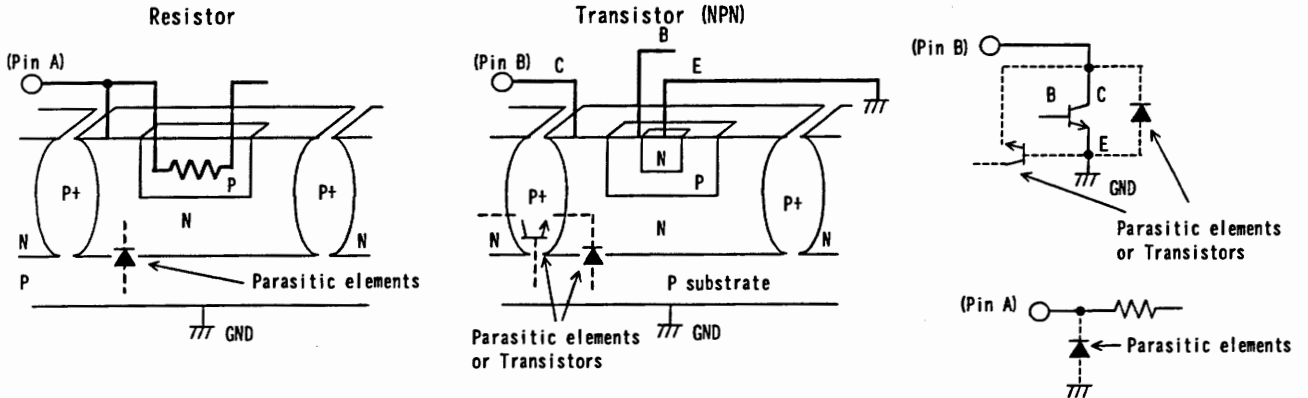 Resistor
(Pin A)
P
P+
P+
N
N
N
P
Parasitic elements
GND
Transistor (NPN)
B
(Pin B)
C
E
N
P
P+
P+
N
N
N
P substrate
GND
Parasitic elements
or Transistors
(Pin B)
B
C
E
GND
Parasitic elements
or Transistors
(Pin A)
Parasitic elements